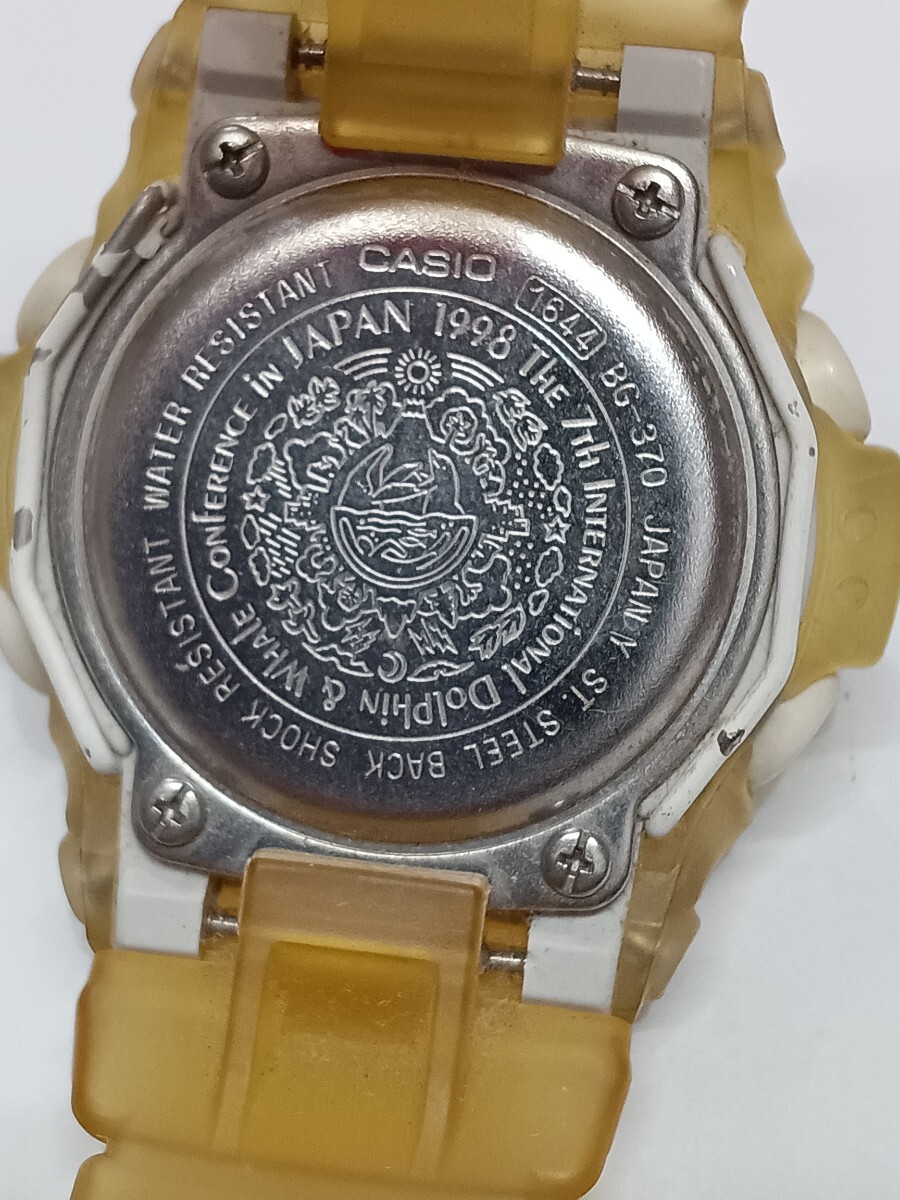 CASIO
1644 BG-370 JAPAN Y ST. STEEL BACK SHOCK RESISTANT WATER RESISTANT
JAPAN 1998 THE 7th INTERNATIONAL DOLPHIN & WHALE CONFERENCE in